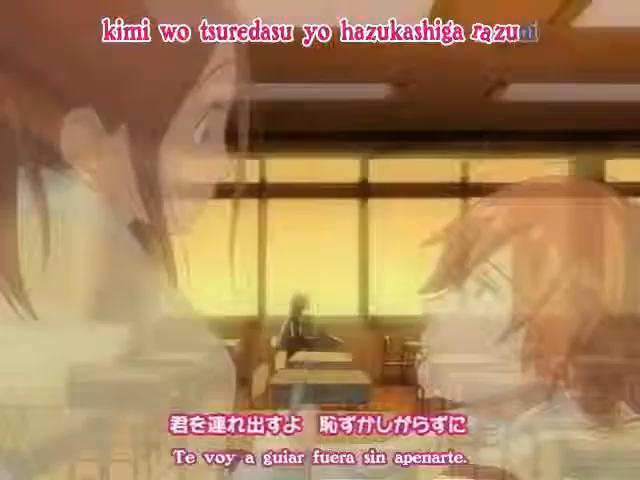 kimi wo tsuredasu yo hazukashiga razuni
君を連れ出すよ 恥ずかしがらずに
Te voy a guiar fuera sin apenarte.